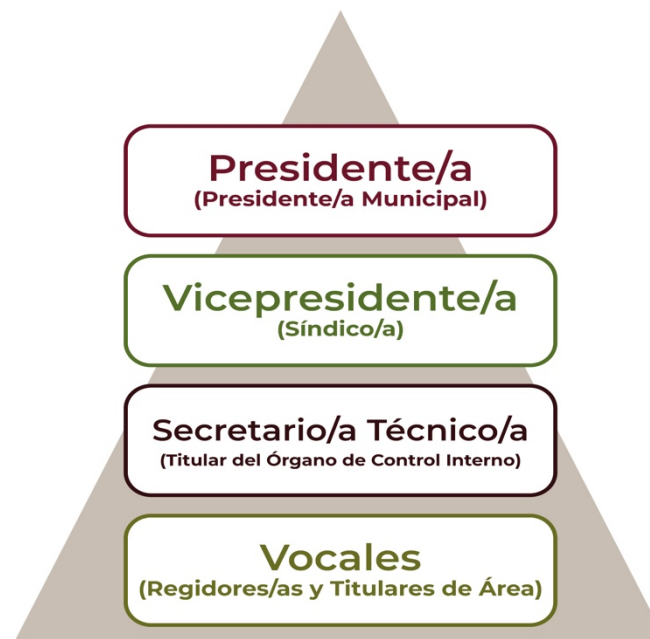 Presidente/a
(Presidente/a Municipal)
Vicepresidente/a
(Síndico/a)
Secretario/a Técnico/a
(Titular del Órgano de Control Interno)
Vocales
(Regidores/as y Titulares de Área)